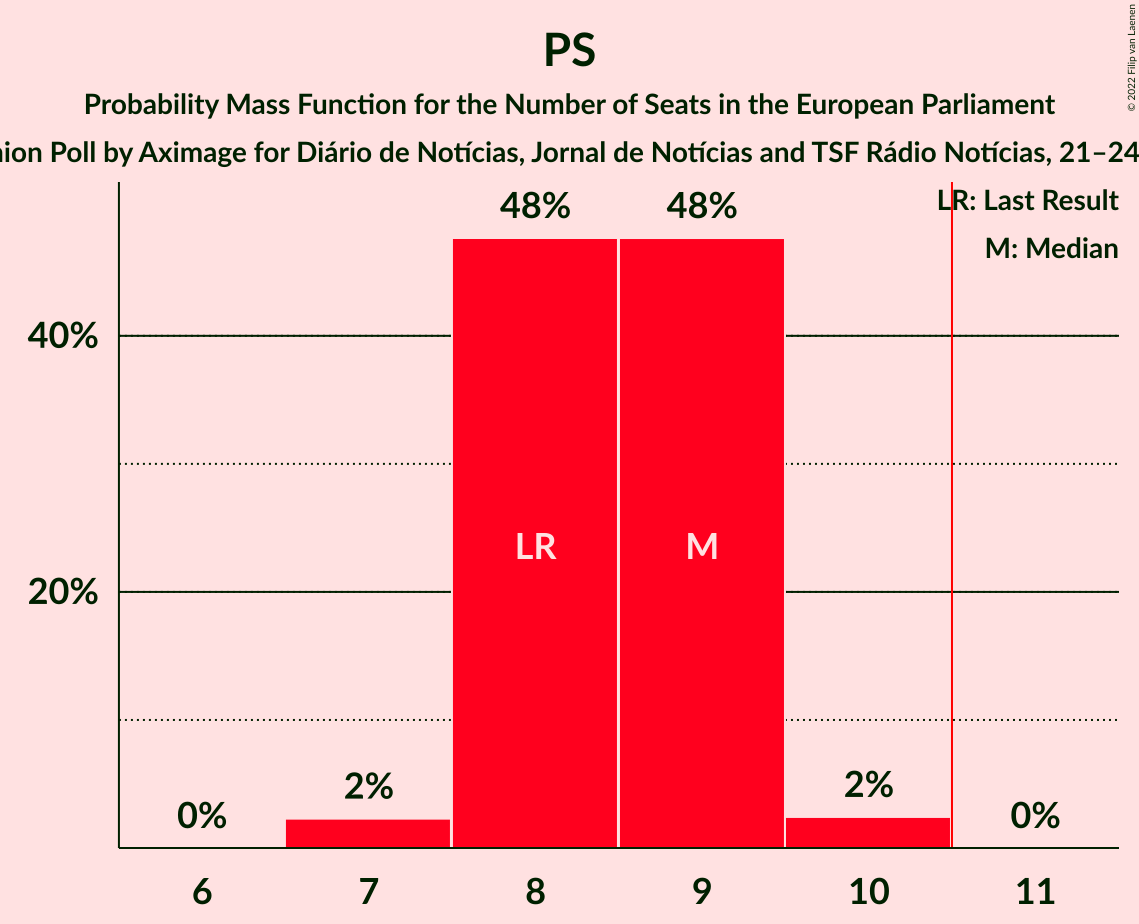 PS
Probability Mass Function for the Number of Seats in the European Parliament
Poll by Aximage for Diário de Notícias, Jornal de Notícias and TSF Rádio Notícias, 21–24
© 2022 Filip van Laenen
LR: Last Result
M: Median
48% 48%
40%
LR M
20%
0% 2% 2% 0%
6 7 8 9 10 11